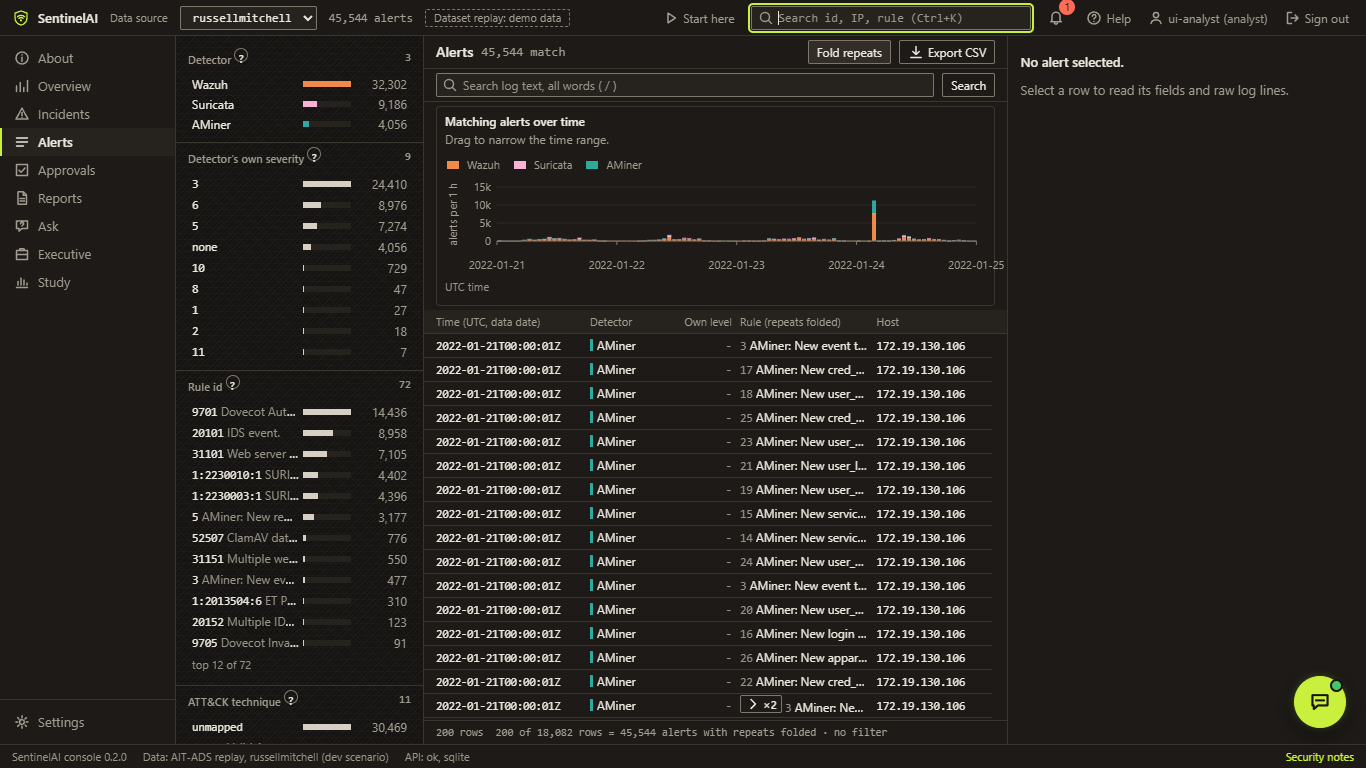 SentinelAI
Data source
russellmitchell
45,544 alerts
Dataset replay: demo data
Start here
Search id, IP, rule (Ctrl+K)
1
Help
ui-analyst (analyst)
Sign out
About
Overview
Incidents
Alerts
Approvals
Reports
Ask
Executive
Study
Settings
Detector ? 3
Wazuh 32,302
Suricata 9,186
AMiner 4,056
Detector's own severity ? 9
3 24,410
6 8,976
5 7,274
none 4,056
10 729
8 47
1 27
2 18
11 7
Rule id ? 72
9701 Dovecot Aut... 14,436
20101 IDS event. 8,958
31101 Web server ... 7,105
1:2230010:1 SURI... 4,402
1:2230003:1 SURI... 4,396
5 AMiner: New re... 3,177
52507 ClamAV dat... 776
31151 Multiple we... 550
3 AMiner: New ev... 477
1:2013504:6 ET P... 310
20152 Multiple ID... 123
9705 Dovecot Inva... 91
top 12 of 72
ATT&CK technique ? 11
unmapped 30,469
Alerts 45,544 match
Fold repeats
Export CSV
Search log text, all words ( / )
Search
Matching alerts over time
Drag to narrow the time range.
Wazuh Suricata AMiner
alerts per 1 h
15k
10k
5k
0
2022-01-21 2022-01-22 2022-01-23 2022-01-24 2022-01-25
UTC time
Time (UTC, data date) Detector Own level Rule (repeats folded) Host
2022-01-21T00:00:01Z AMiner - 3 AMiner: New event t... 172.19.130.106
2022-01-21T00:00:01Z AMiner - 17 AMiner: New cred_... 172.19.130.106
2022-01-21T00:00:01Z AMiner - 18 AMiner: New user_... 172.19.130.106
2022-01-21T00:00:01Z AMiner - 25 AMiner: New cred_... 172.19.130.106
2022-01-21T00:00:01Z AMiner - 23 AMiner: New user_... 172.19.130.106
2022-01-21T00:00:01Z AMiner - 21 AMiner: New user_l... 172.19.130.106
2022-01-21T00:00:01Z AMiner - 19 AMiner: New user_... 172.19.130.106
2022-01-21T00:00:01Z AMiner - 15 AMiner: New servic... 172.19.130.106
2022-01-21T00:00:01Z AMiner - 14 AMiner: New servic... 172.19.130.106
2022-01-21T00:00:01Z AMiner - 24 AMiner: New user_... 172.19.130.106
2022-01-21T00:00:01Z AMiner - 3 AMiner: New event t... 172.19.130.106
2022-01-21T00:00:01Z AMiner - 20 AMiner: New user_... 172.19.130.106
2022-01-21T00:00:01Z AMiner - 16 AMiner: New login ... 172.19.130.106
2022-01-21T00:00:01Z AMiner - 26 AMiner: New appar... 172.19.130.106
2022-01-21T00:00:01Z AMiner - 22 AMiner: New cred_... 172.19.130.106
2022-01-21T00:00:01Z AMiner - ×2 3 AMiner: Ne... 172.19.130.106
200 rows 200 of 18,082 rows = 45,544 alerts with repeats folded · no filter
No alert selected.
Select a row to read its fields and raw log lines.
SentinelAI console 0.2.0
Data: AIT-ADS replay, russellmitchell (dev scenario)
API: ok, sqlite
Security notes